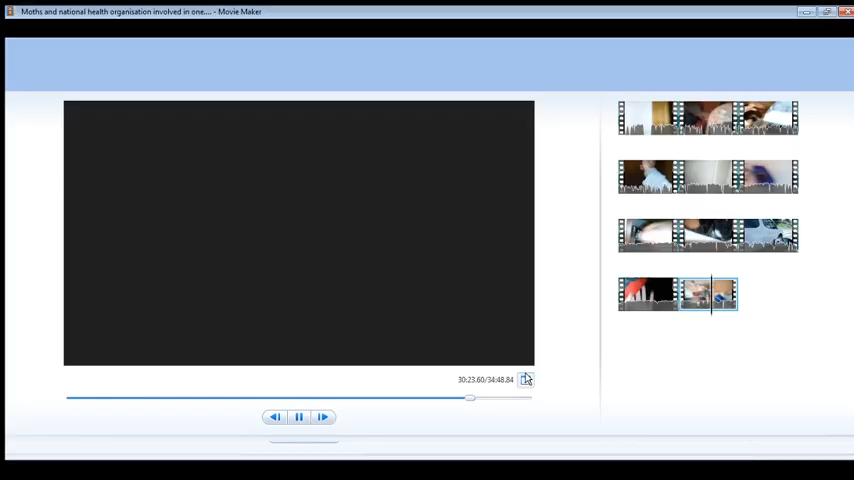 Moths and national health organisation involved in one.... - Movie Maker
30:23.60/34:48.84